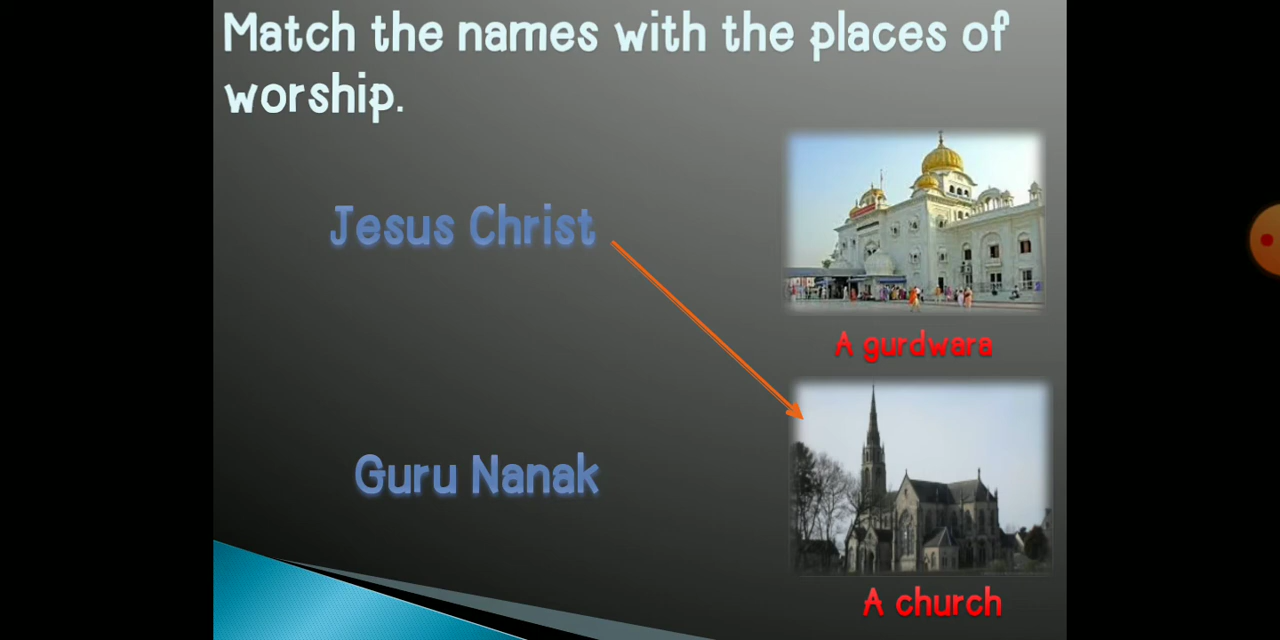 Match the names with the places of
worship.
Jesus Christ
A gurdwara
Guru Nanak
A church